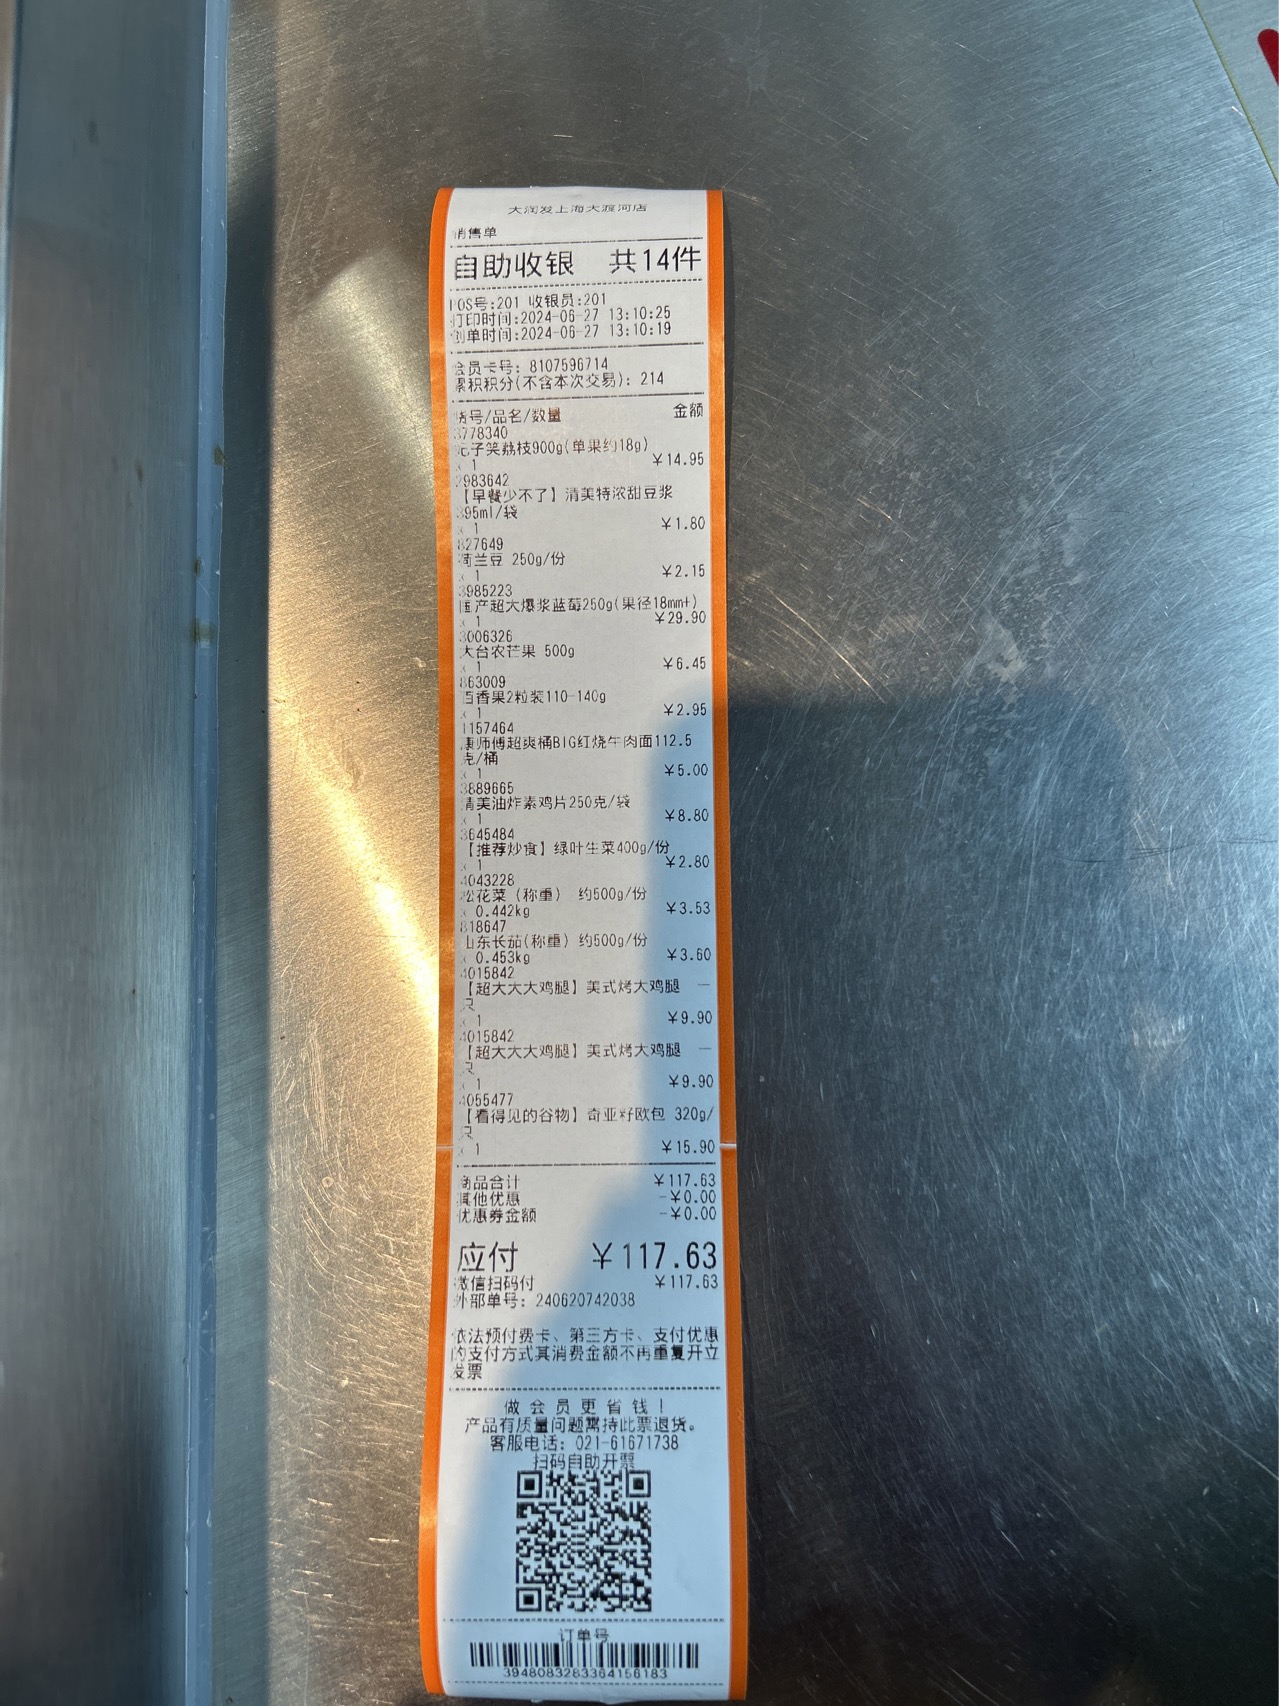 大润发上海大渡河店
销售单
自助收银 共14件
POS号:201 收银员:201
打印时间:2024-06-27 13:10:25
创单时间:2024-06-27 13:10:19
会员卡号: 8107596714
累积积分(不含本次交易): 214
货号/品名/数量 金额
3778340
妃子笑荔枝900g(单果约18g)
x 1 ¥14.95
2983642
【早餐少不了】清美特浓甜豆浆
395ml/袋
x 1 ¥1.80
827649
荷兰豆 250g/份
x 1 ¥2.15
3985223
国产超大爆浆蓝莓250g(果径18mm+)
x 1 ¥29.90
3006326
大台农芒果 500g
x 1 ¥6.45
863009
百香果2粒装110-140g
x 1 ¥2.95
1157464
康师傅超爽桶BIG红烧牛肉面112.5
克/桶
x 1 ¥5.00
3889665
清美油炸素鸡片250克/袋
x 1 ¥8.80
3645484
【推荐炒食】绿叶生菜400g/份
x 1 ¥2.80
4043228
松花菜（称重） 约500g/份
x 0.442kg ¥3.53
818647
山东长茄(称重) 约500g/份
x 0.453kg ¥3.60
4015842
【超大大大鸡腿】美式烤大鸡腿 一
只
x 1 ¥9.90
4015842
【超大大大鸡腿】美式烤大鸡腿 一
只
x 1 ¥9.90
4055477
【看得见的谷物】奇亚籽欧包 320g/
只
x 1 ¥15.90
商品合计 ¥117.63
其他优惠 -¥0.00
优惠券金额 -¥0.00
应付 ¥117.63
微信扫码付 ¥117.63
外部单号: 240620742038
依法预付费卡、第三方卡、支付优惠
的支付方式其消费金额不再重复开立
发票
做会员更省钱!
产品有质量问题需持此票退货。
客服电话: 021-61671738
扫码自助开票
订单号
3948083283364156183